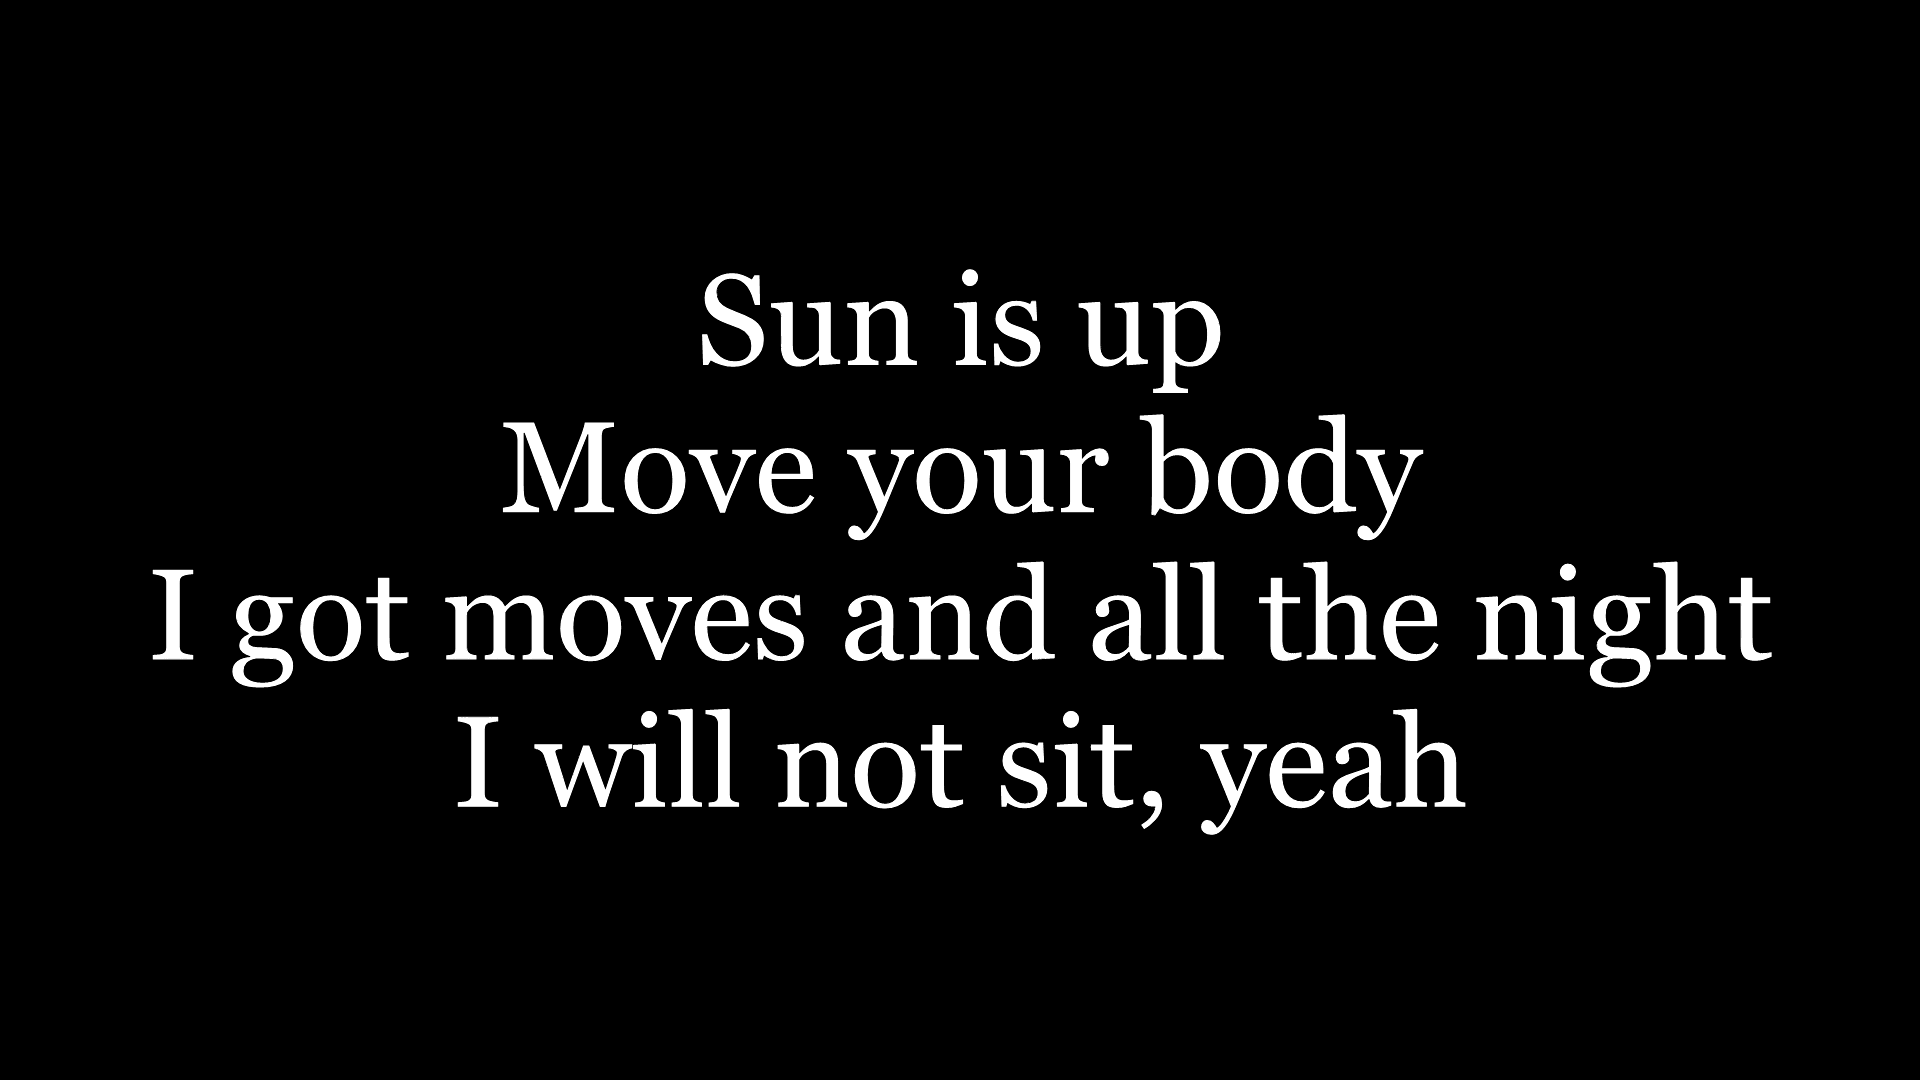 Sun is up
Move your body
I got moves and all the night
I will not sit, yeah